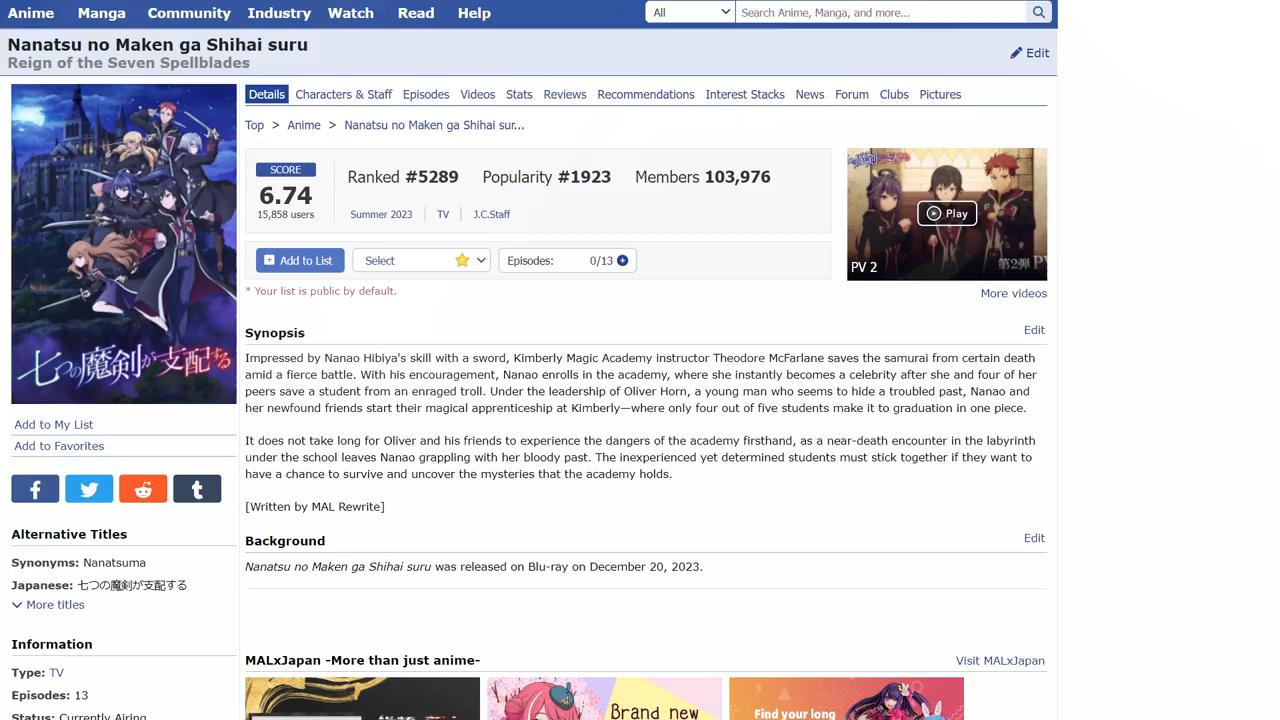 Anime Manga Community Industry Watch Read Help
All Search Anime, Manga, and more...
Nanatsu no Maken ga Shihai suru
Reign of the Seven Spellblades
Edit
Details Characters & Staff Episodes Videos Stats Reviews Recommendations Interest Stacks News Forum Clubs Pictures
Top > Anime > Nanatsu no Maken ga Shihai sur...
SCORE
6.74
15,858 users
Ranked #5289 Popularity #1923 Members 103,976
Summer 2023 TV J.C.Staff
Add to List Select Episodes: 0/13
* Your list is public by default.
Play
PV 2
第2弾
More videos
七つの魔剣が支配する
Add to My List
Add to Favorites
Alternative Titles
Synonyms: Nanatsuma
Japanese: 七つの魔剣が支配する
More titles
Information
Type: TV
Episodes: 13
Status: Currently Airing
Synopsis
Edit
Impressed by Nanao Hibiya's skill with a sword, Kimberly Magic Academy instructor Theodore McFarlane saves the samurai from certain death
amid a fierce battle. With his encouragement, Nanao enrolls in the academy, where she instantly becomes a celebrity after she and four of her
peers save a student from an enraged troll. Under the leadership of Oliver Horn, a young man who seems to hide a troubled past, Nanao and
her newfound friends start their magical apprenticeship at Kimberly—where only four out of five students make it to graduation in one piece.
It does not take long for Oliver and his friends to experience the dangers of the academy firsthand, as a near-death encounter in the labyrinth
under the school leaves Nanao grappling with her bloody past. The inexperienced yet determined students must stick together if they want to
have a chance to survive and uncover the mysteries that the academy holds.
[Written by MAL Rewrite]
Background
Edit
Nanatsu no Maken ga Shihai suru was released on Blu-ray on December 20, 2023.
MALxJapan -More than just anime-
Visit MALxJapan
Brand new
Find your long